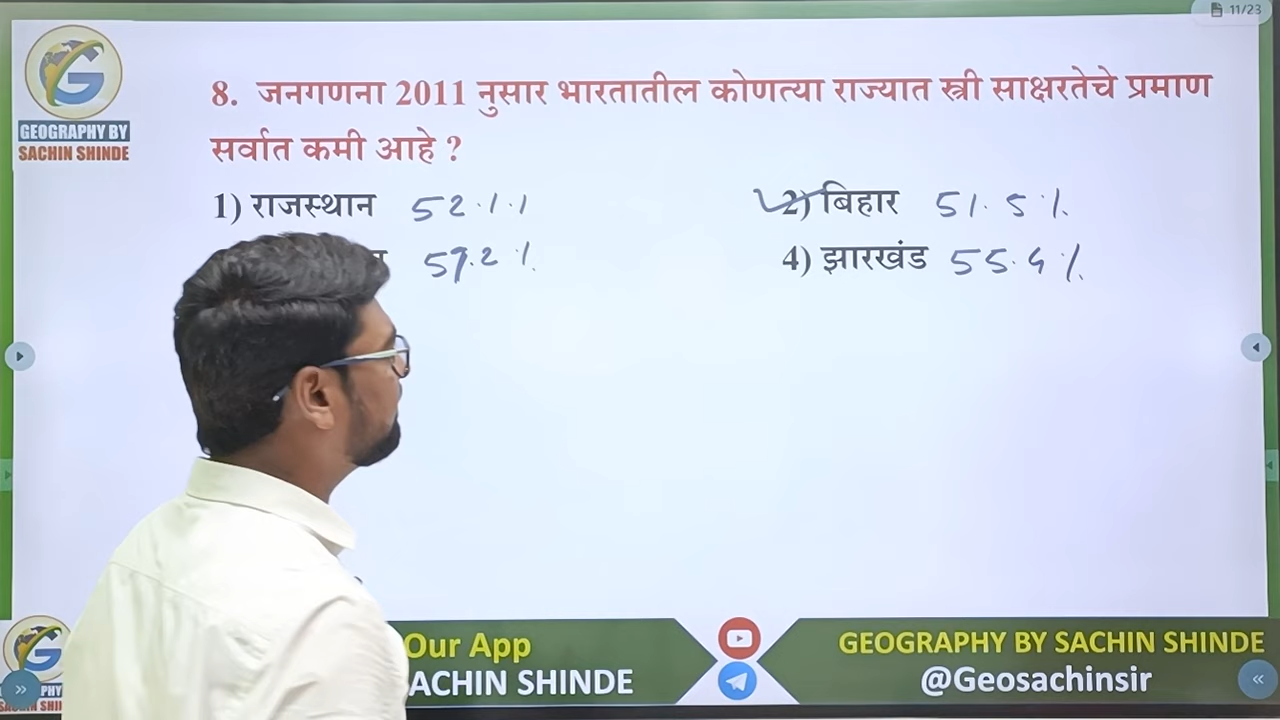 11/23
GEOGRAPHY BY
SACHIN SHINDE
8. जनगणना 2011 नुसार भारतातील कोणत्या राज्यात स्त्री साक्षरतेचे प्रमाण
सर्वात कमी आहे ?
1) राजस्थान 52.1.1
2) बिहार 51.5%
57.2%
4) झारखंड 55.4%
Our App
ACHIN SHINDE
GEOGRAPHY BY SACHIN SHINDE
@Geosachinsir